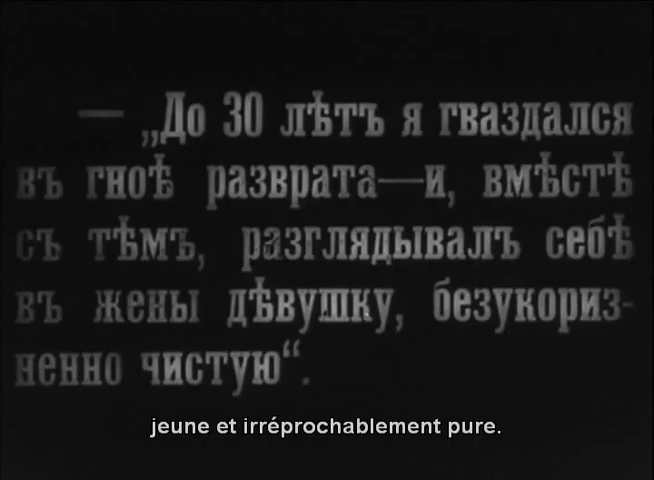 — „До 30 лѣтъ я гваздался
въ гноѣ разврата—и, вмѣстѣ
съ тѣмъ, разглядывалъ себѣ
въ жены дѣвушку, безукориз-
ненно чистую“.
jeune et irréprochablement pure.